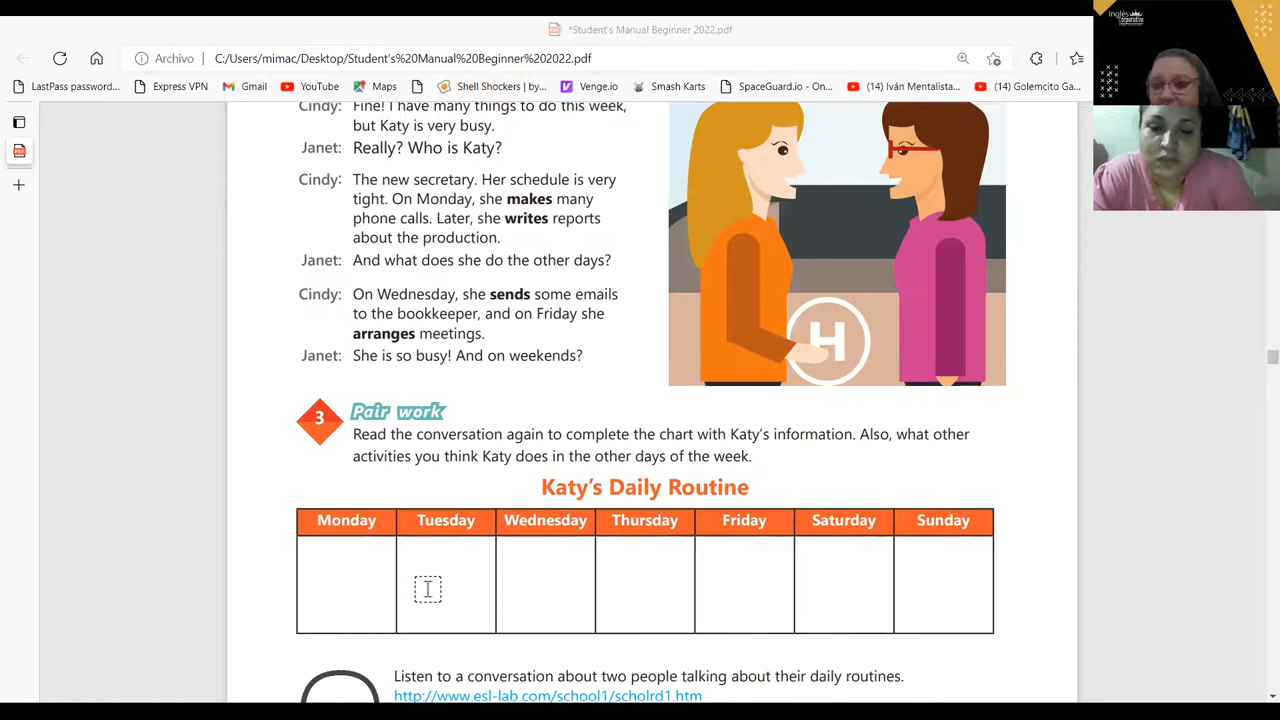 *Student's Manual Beginner 2022.pdf
Archivo
C:/Users/mimac/Desktop/Student's%20Manual%20Beginner%202022.pdf
LastPass password...
Express VPN
Gmail
YouTube
Maps
Shell Shockers | by...
Venge.io
Smash Karts
SpaceGuard.io - On...
(14) Iván Mentalista...
(14) Golemcito Ga...
Inglés
Corporativo
Cindy: Fine! I have many things to do this week,
but Katy is very busy.
Janet: Really? Who is Katy?
Cindy: The new secretary. Her schedule is very
tight. On Monday, she makes many
phone calls. Later, she writes reports
about the production.
Janet: And what does she do the other days?
Cindy: On Wednesday, she sends some emails
to the bookkeeper, and on Friday she
arranges meetings.
Janet: She is so busy! And on weekends?
H
3
Pair work
Read the conversation again to complete the chart with Katy's information. Also, what other
activities you think Katy does in the other days of the week.
Katy's Daily Routine
Monday Tuesday Wednesday Thursday Friday Saturday Sunday
Listen to a conversation about two people talking about their daily routines.
http://www.esl-lab.com/school1/scholrd1.htm